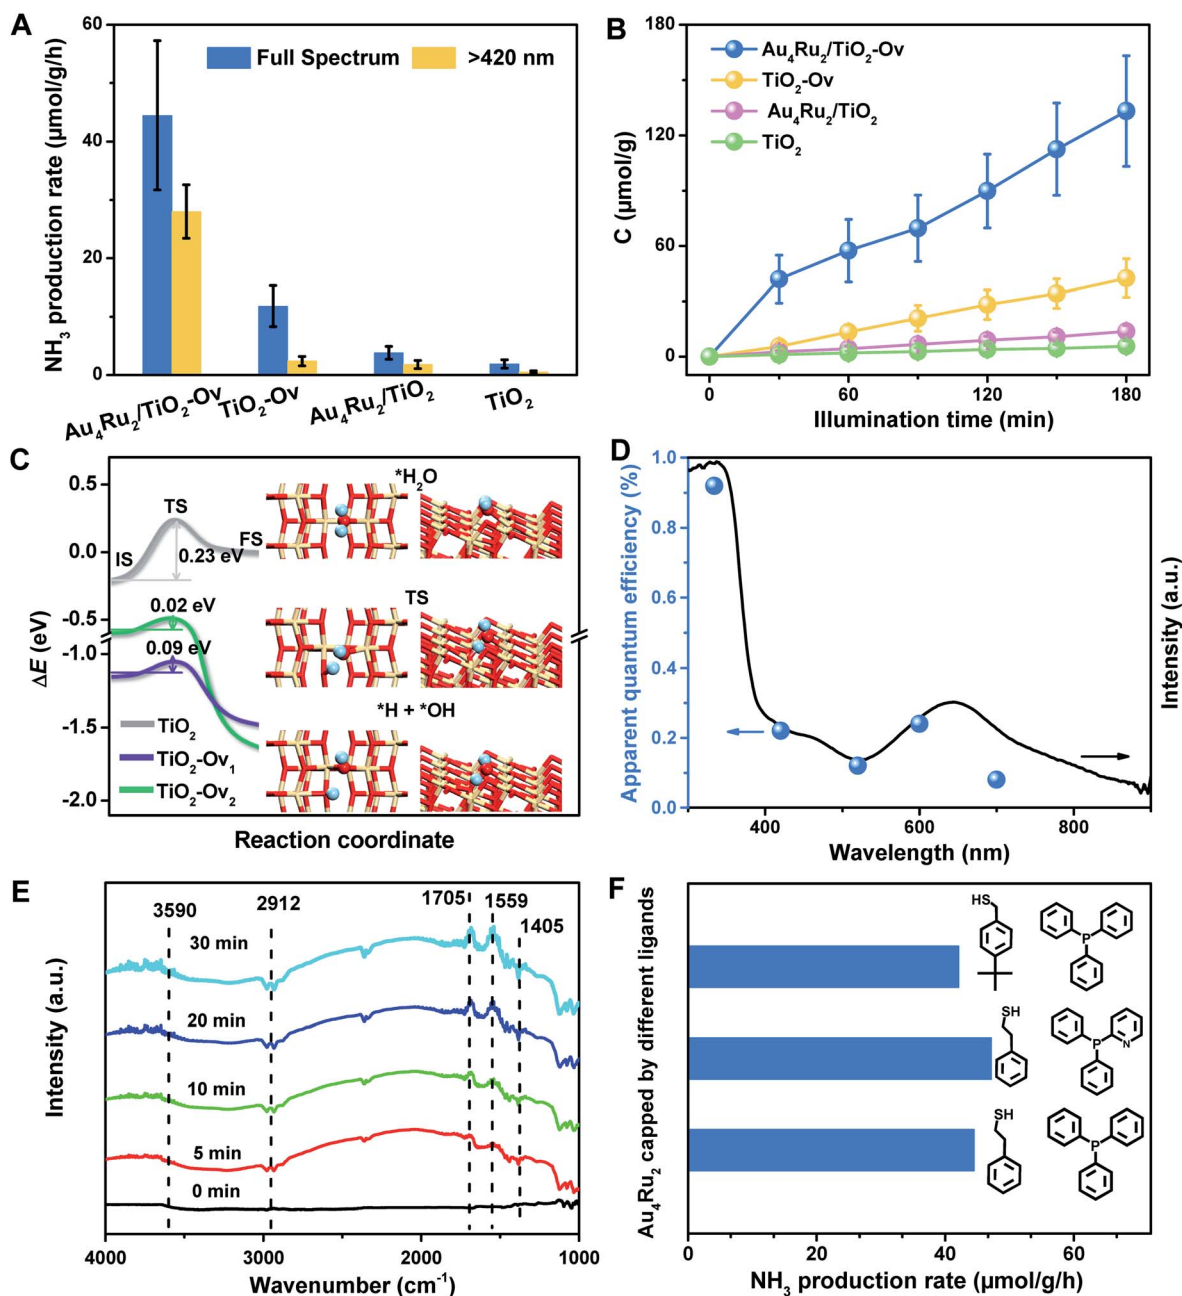 A
60
40
20
0
NH₃ production rate (µmol/g/h)
Full Spectrum
>420 nm
Au₄Ru₂/TiO₂-Ov
TiO₂-Ov
Au₄Ru₂/TiO₂
TiO₂
B
180
120
60
0
C (µmol/g)
Au₄Ru₂/TiO₂-Ov
TiO₂-Ov
Au₄Ru₂/TiO₂
TiO₂
0 60 120 180
Illumination time (min)
C
0.5
0.0
-0.5
-1.0
-1.5
-2.0
ΔE (eV)
TS
IS
FS
0.23 eV
0.02 eV
0.09 eV
TiO₂
TiO₂-Ov₁
TiO₂-Ov₂
*H₂O
TS
*H + *OH
Reaction coordinate
D
1.0
0.8
0.6
0.4
0.2
0.0
Apparent quantum efficiency (%)
Intensity (a.u.)
400 600 800
Wavelength (nm)
E
3590 2912 1705 1559 1405
30 min
20 min
10 min
5 min
0 min
Intensity (a.u.)
4000 3000 2000 1000
Wavenumber (cm⁻¹)
F
Au₄Ru₂ capped by different ligands
HS
P
SH
P
N
SH
P
0 20 40 60
NH₃ production rate (µmol/g/h)